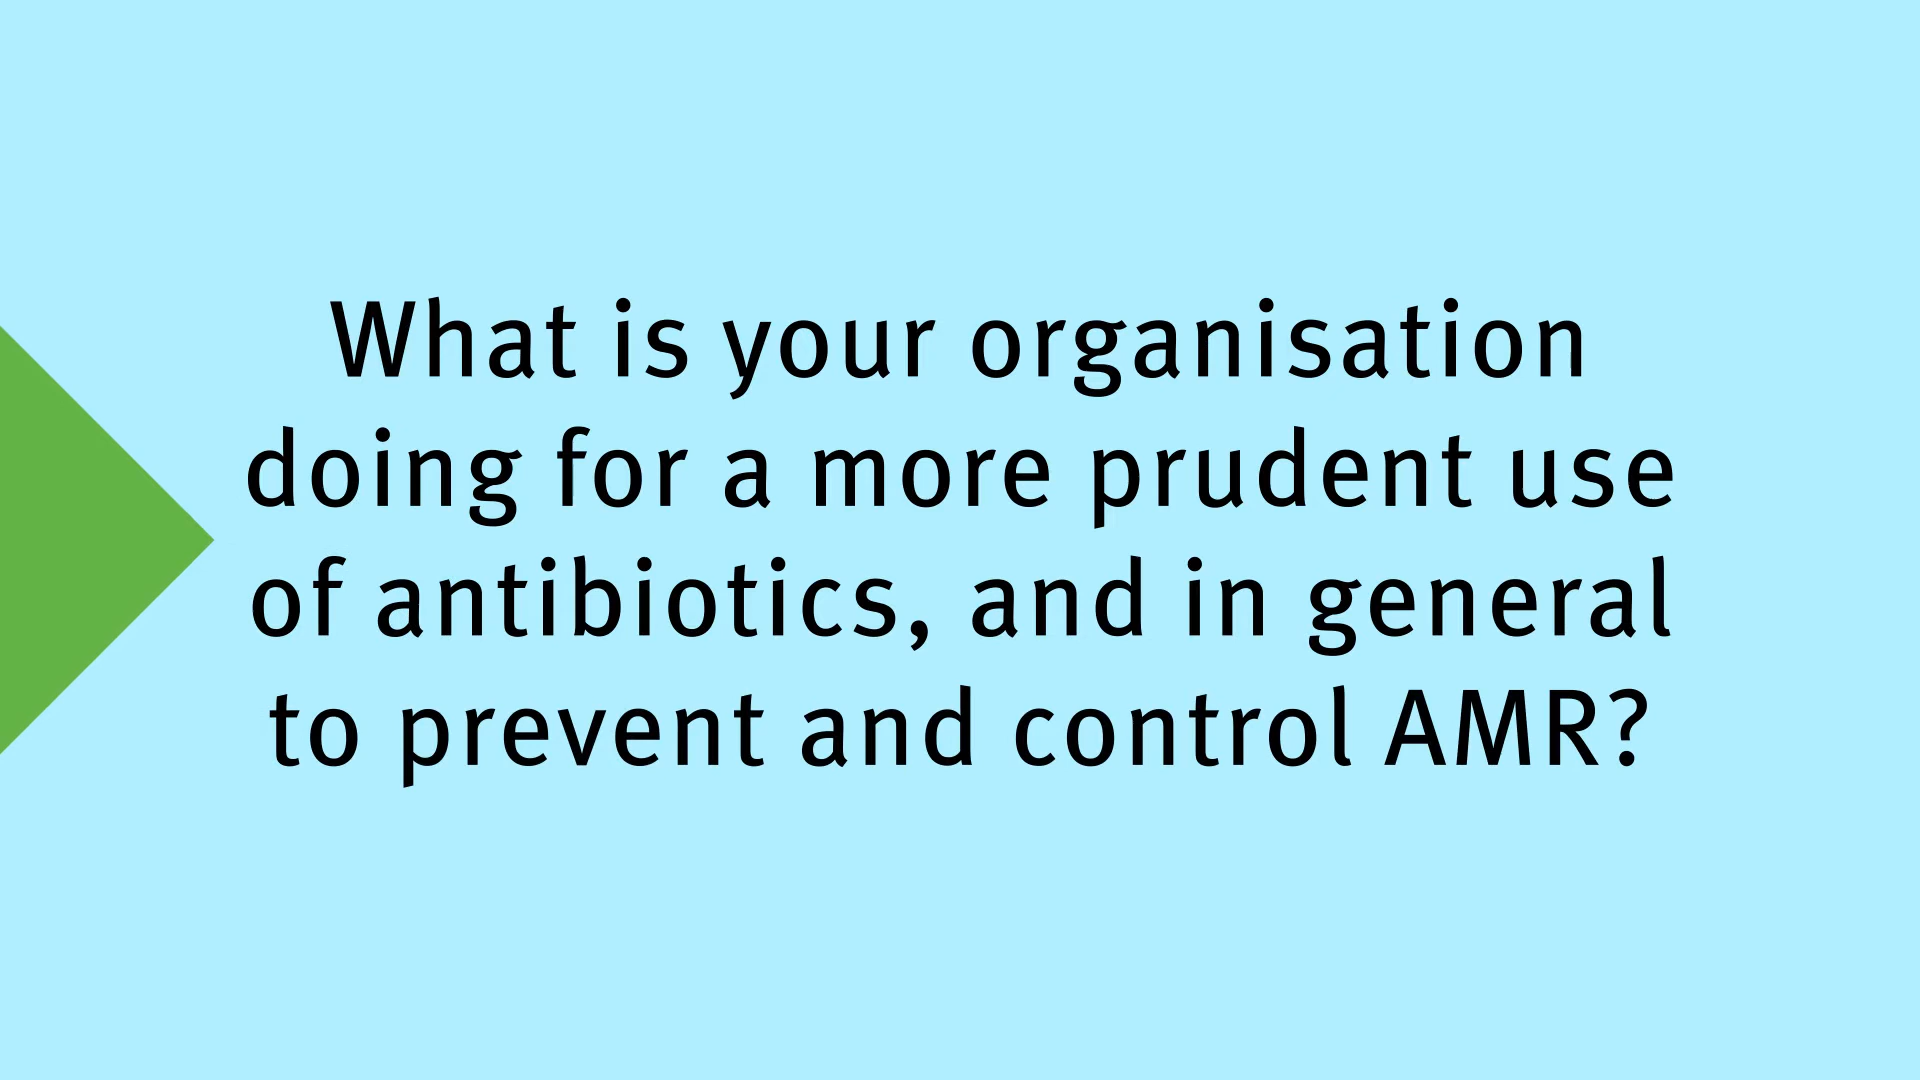 What is your organisation
doing for a more prudent use
of antibiotics, and in general
to prevent and control AMR?